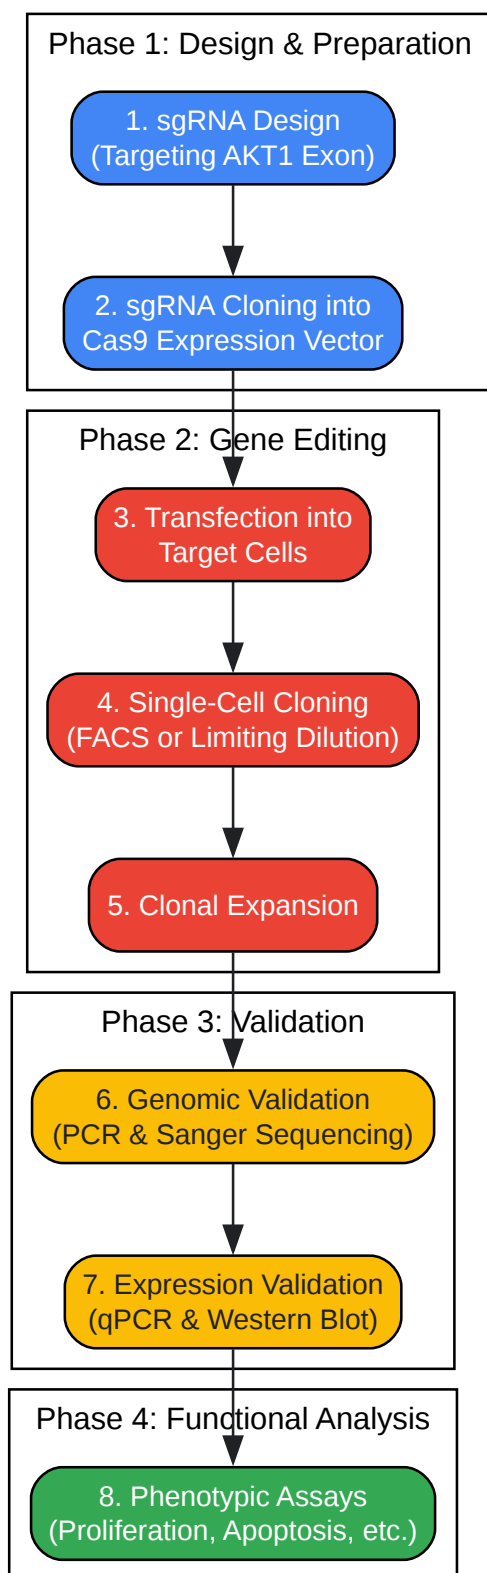 Phase 1: Design & Preparation
1. sgRNA Design
(Targeting AKT1 Exon)
2. sgRNA Cloning into
Cas9 Expression Vector
Phase 2: Gene Editing
3. Transfection into
Target Cells
4. Single-Cell Cloning
(FACS or Limiting Dilution)
5. Clonal Expansion
Phase 3: Validation
6. Genomic Validation
(PCR & Sanger Sequencing)
7. Expression Validation
(qPCR & Western Blot)
Phase 4: Functional Analysis
8. Phenotypic Assays
(Proliferation, Apoptosis, etc.)